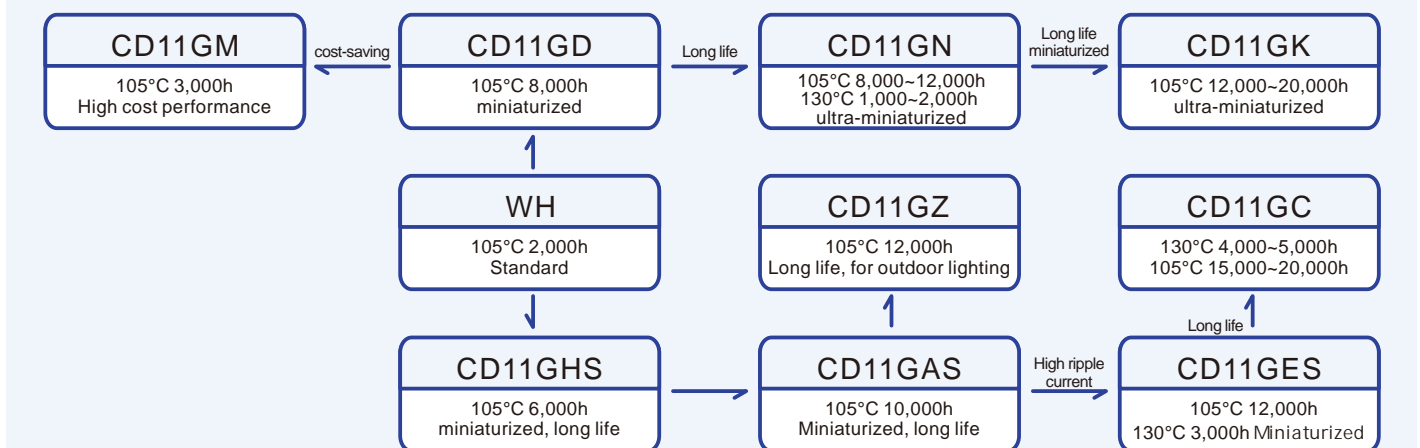 CD11GM
105°C 3,000h
High cost performance
cost-saving
CD11GD
105°C 8,000h
miniaturized
Long life
CD11GN
105°C 8,000~12,000h
130°C 1,000~2,000h
ultra-miniaturized
Long life
miniaturized
CD11GK
105°C 12,000~20,000h
ultra-miniaturized
WH
105°C 2,000h
Standard
CD11GZ
105°C 12,000h
Long life, for outdoor lighting
CD11GC
130°C 4,000~5,000h
105°C 15,000~20,000h
Long life
CD11GHS
105°C 6,000h
miniaturized, long life
CD11GAS
105°C 10,000h
Miniaturized, long life
High ripple
current
CD11GES
105°C 12,000h
130°C 3,000h Miniaturized